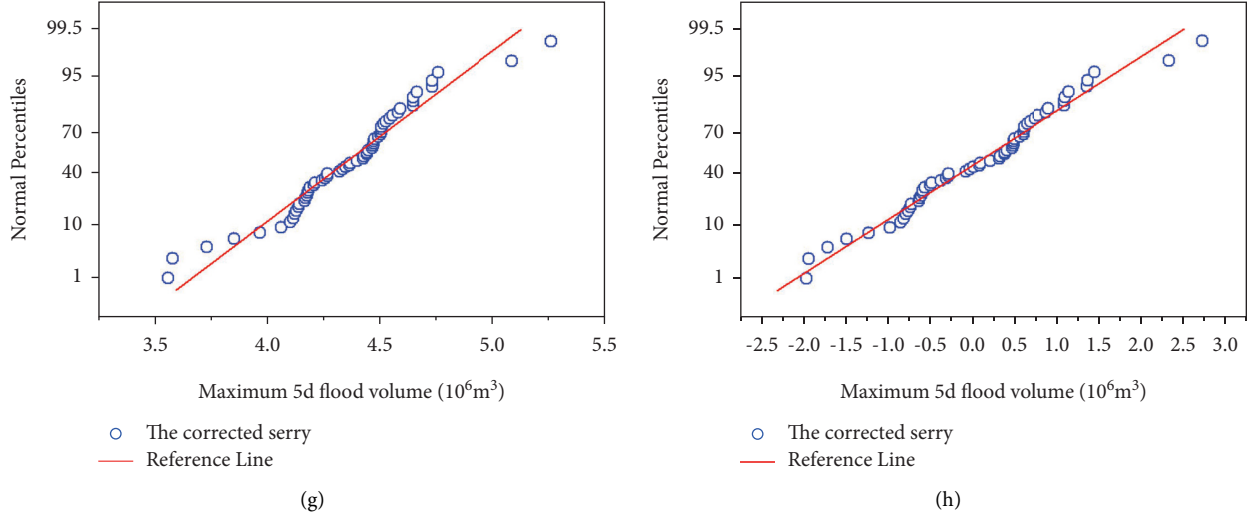 99.5
95
70
40
10
1
Normal Percentiles
3.5 4.0 4.5 5.0 5.5
Maximum 5d flood volume (10⁶m³)
The corrected serry
Reference Line
(g)
99.5
95
70
40
10
1
Normal Percentiles
-2.5 -2.0 -1.5 -1.0 -0.5 0.0 0.5 1.0 1.5 2.0 2.5 3.0
Maximum 5d flood volume (10⁶m³)
The corrected serry
Reference Line
(h)